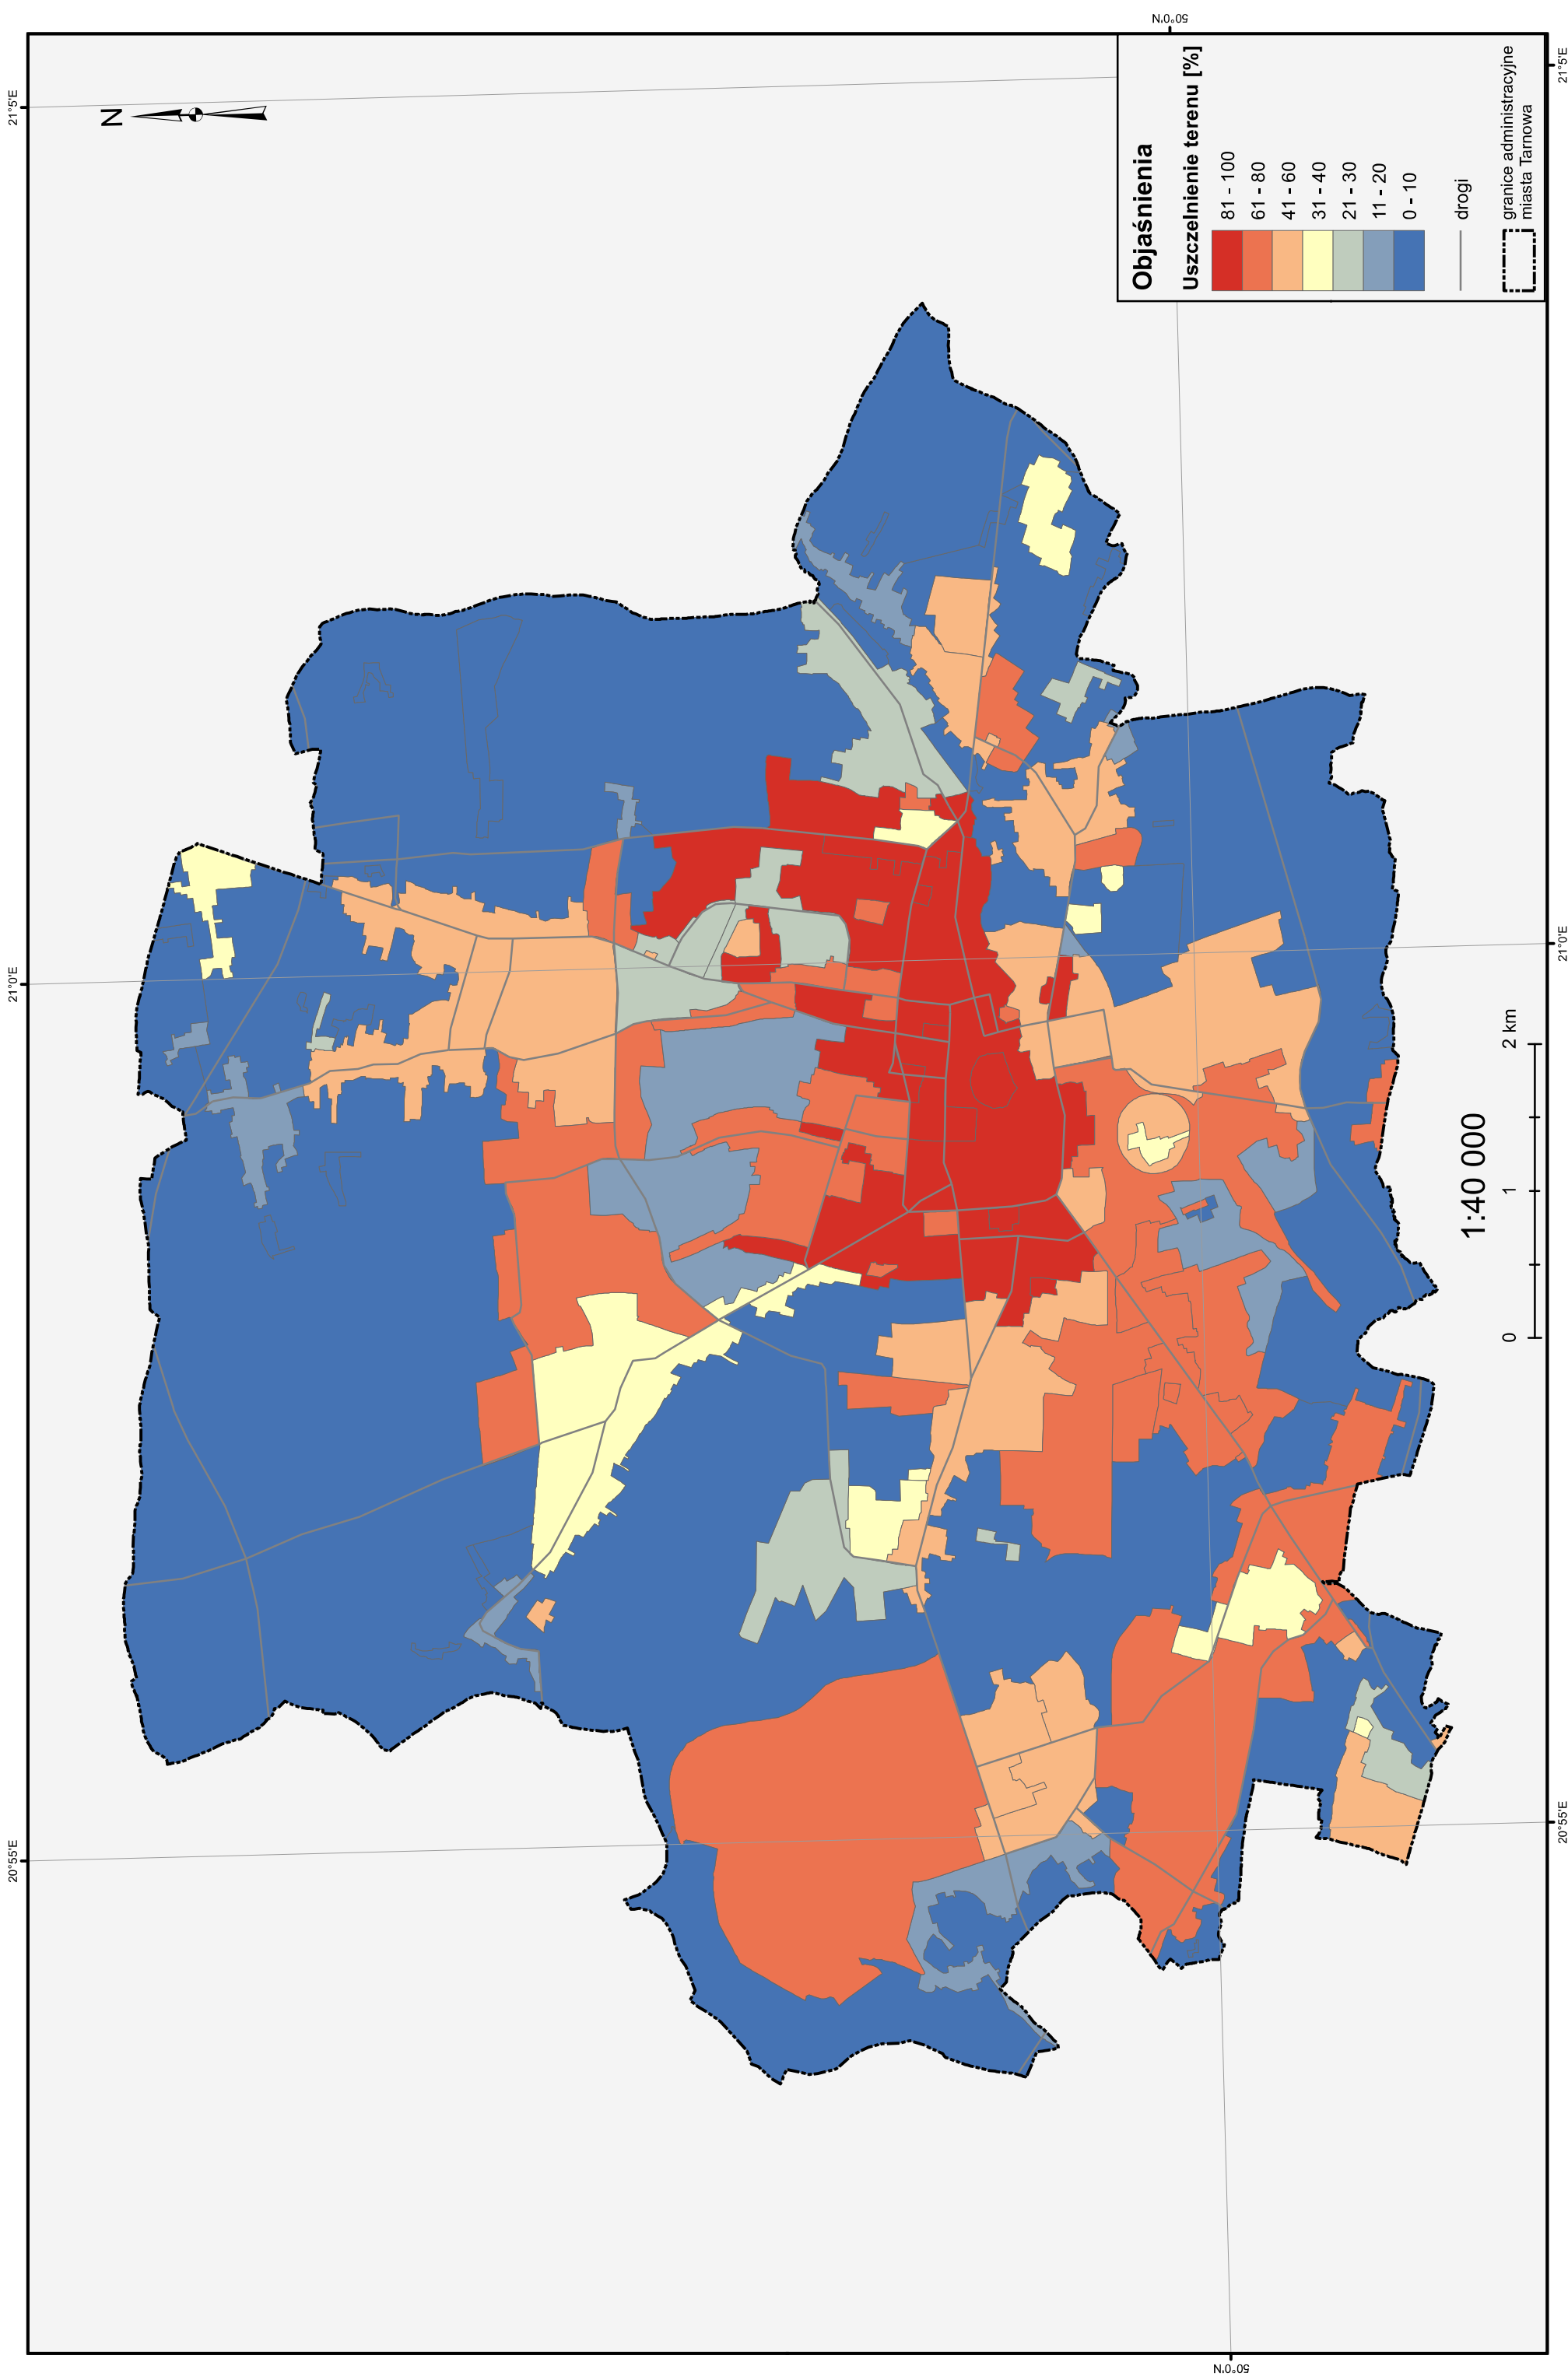 21°5'E
21°0'E
20°55'E
N
50°0'N
50°0'N
21°5'E
21°0'E
20°55'E
Objaśnienia
Uszczelnienie terenu [%]
81 - 100
61 - 80
41 - 60
31 - 40
21 - 30
11 - 20
0 - 10
drogi
granice administracyjne
miasta Tarnowa
1:40 000
0 1 2 km